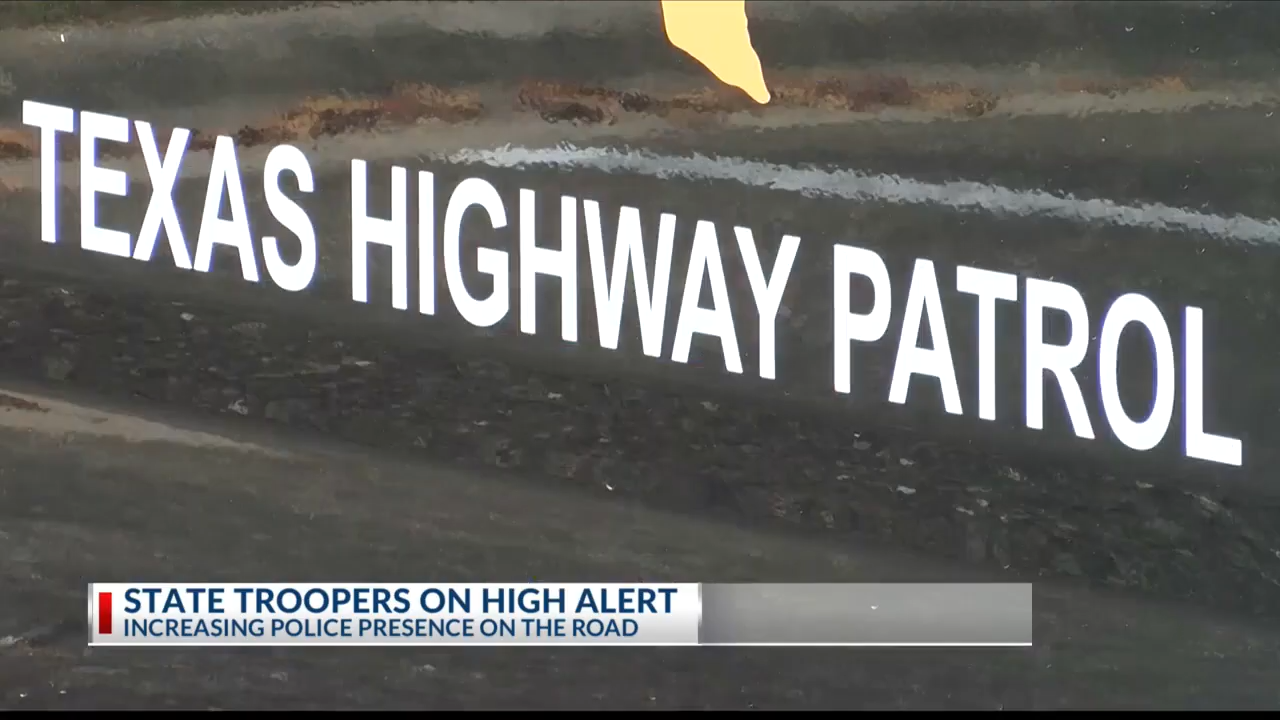 TEXAS HIGHWAY PATROL
STATE TROOPERS ON HIGH ALERT
INCREASING POLICE PRESENCE ON THE ROAD